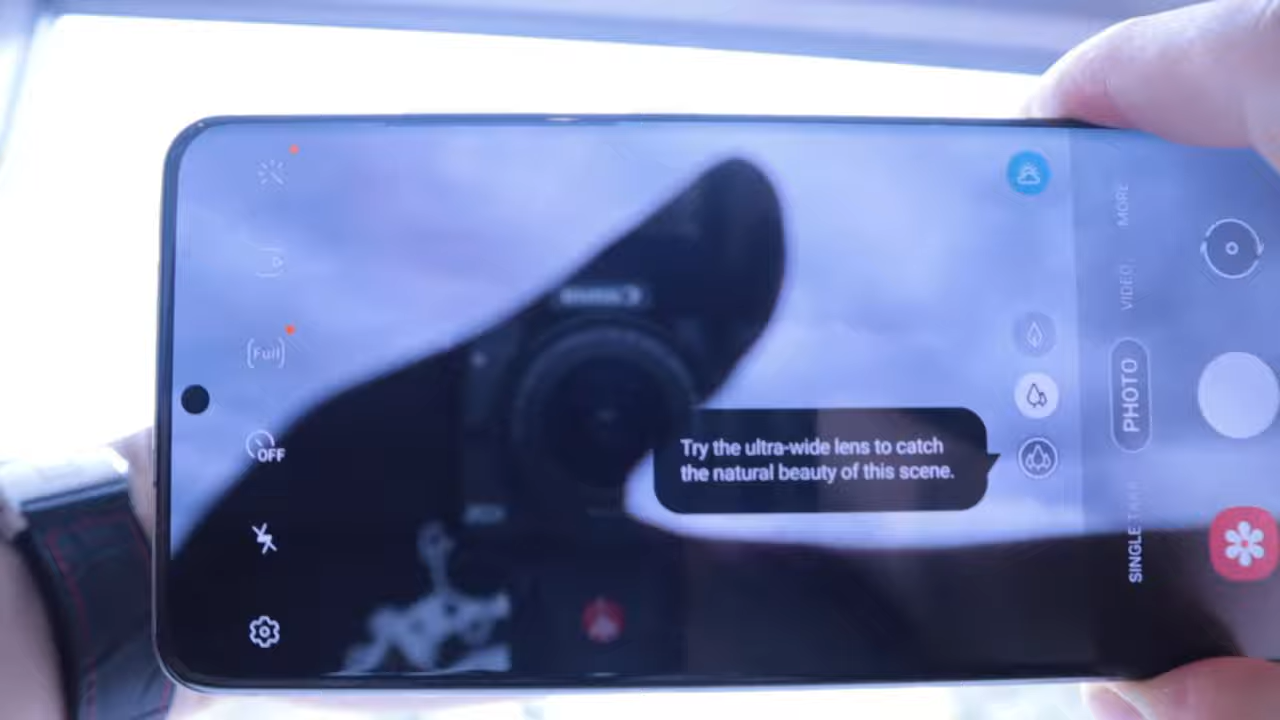 [Full]
OFF
Try the ultra-wide lens to catch
the natural beauty of this scene.
MORE
VIDEO
PHOTO
SINGLE